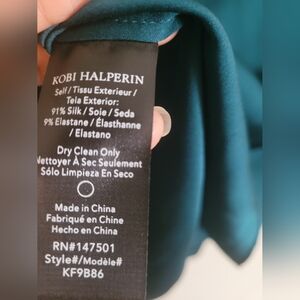 KOBI HALPERIN
Self / Tissu Exterieur /
Tela Exterior:
91% Silk / Soie / Seda
9% Elastane / Élasthanne
/ Elastano
Dry Clean Only
Nettoyer À Sec Seulement
Sólo Limpieza En Seco
Made in China
Fabriqué en Chine
Hecho en China
RN#147501
Style#/Modèle#
KF9B86